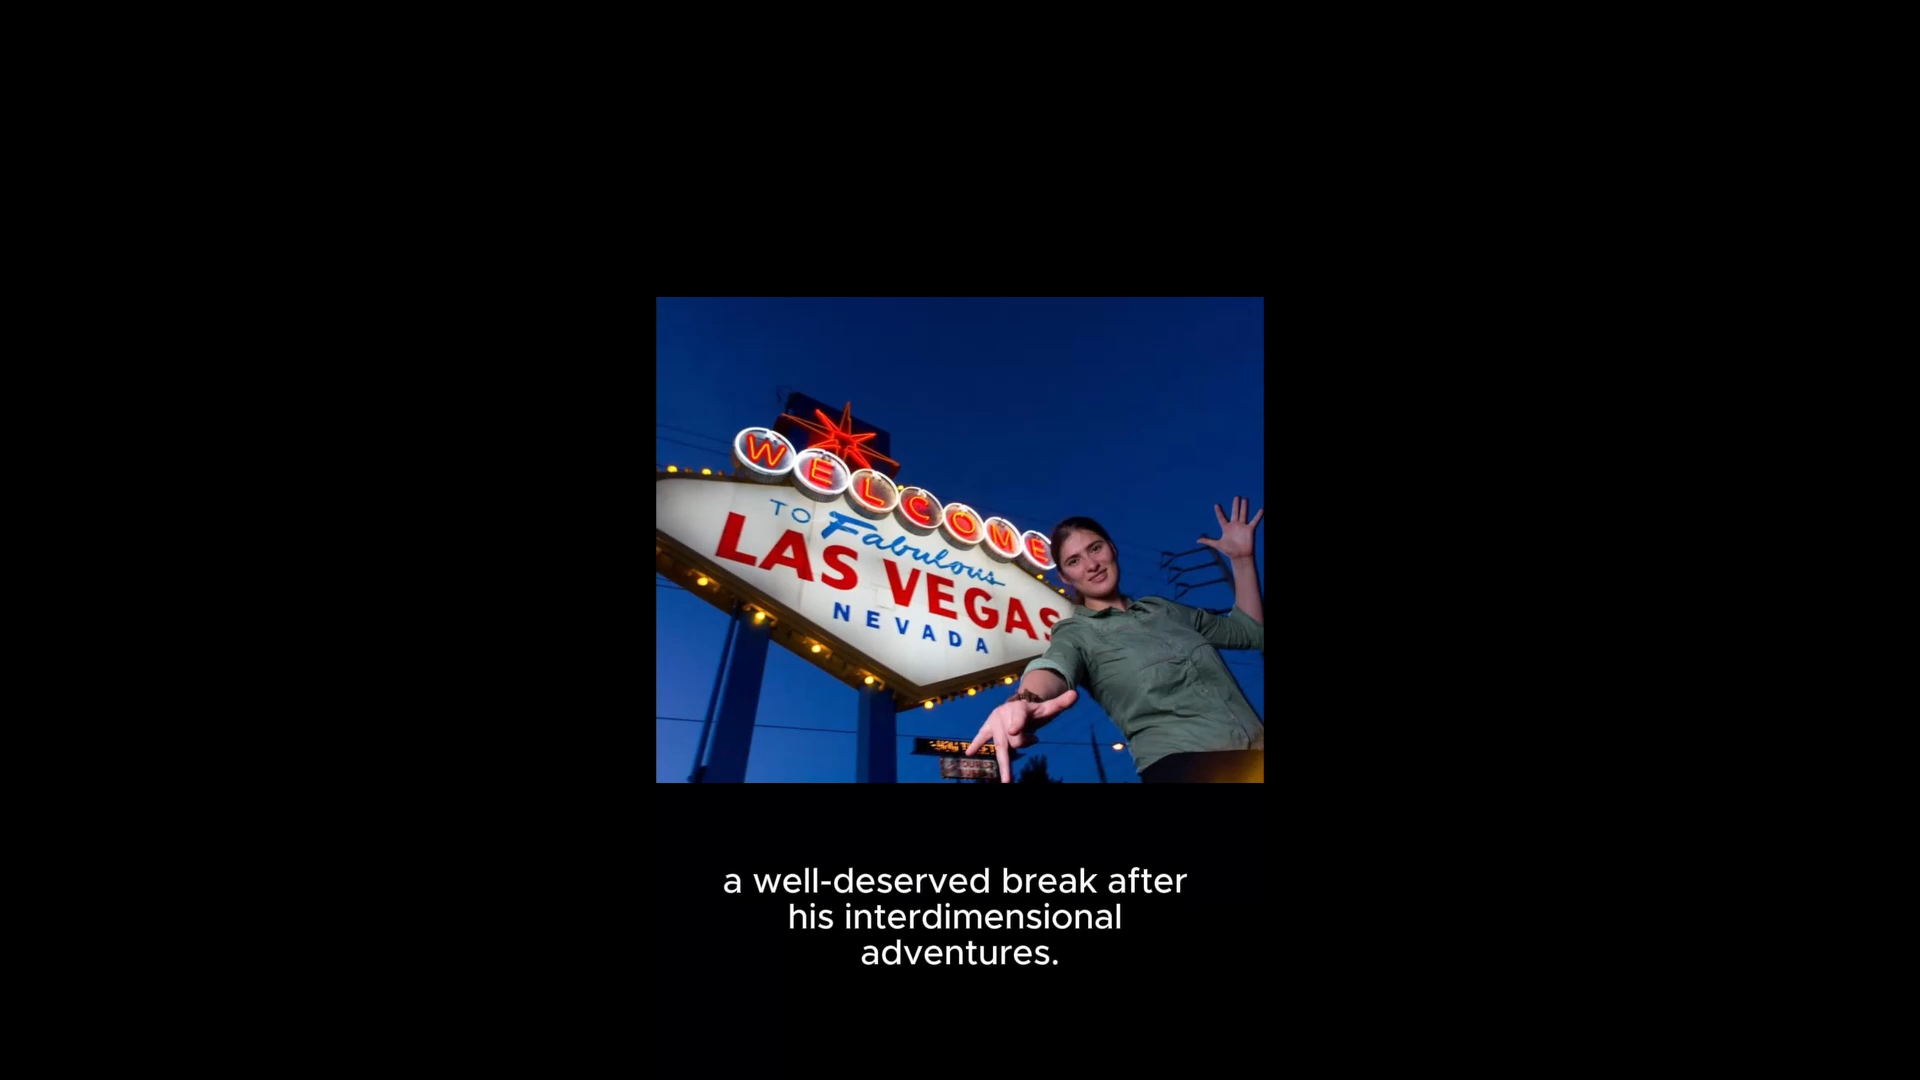 WELCOME
TO Fabulous
LAS VEGAS
NEVADA
a well-deserved break after
his interdimensional
adventures.